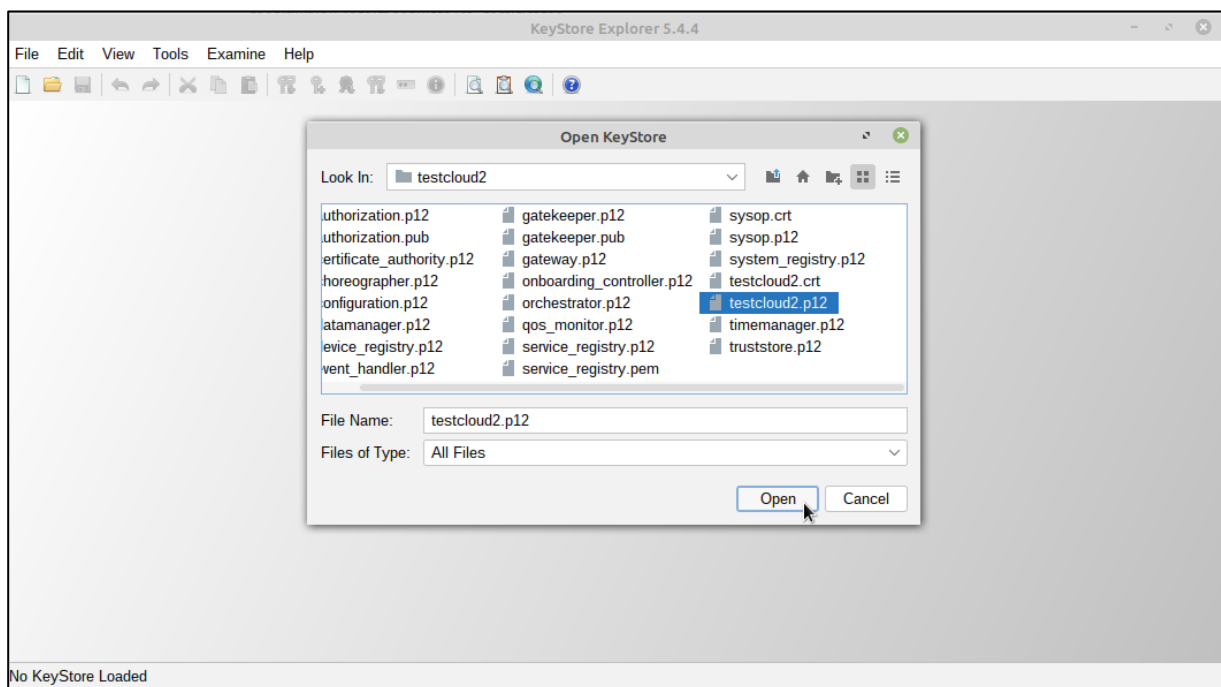 KeyStore Explorer 5.4.4
File Edit View Tools Examine Help
Open KeyStore
Look In: testcloud2
uthorization.p12 gatekeeper.p12 sysop.crt
uthorization.pub gatekeeper.pub sysop.p12
ertificate_authority.p12 gateway.p12 system_registry.p12
horeographer.p12 onboarding_controller.p12 testcloud2.crt
onfiguration.p12 orchestrator.p12 testcloud2.p12
atamanager.p12 qos_monitor.p12 timemanager.p12
evice_registry.p12 service_registry.p12 truststore.p12
vent_handler.p12 service_registry.pem
File Name: testcloud2.p12
Files of Type: All Files
Open Cancel
No KeyStore Loaded